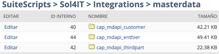 SuiteScripts > Sol4IT > Integrations > masterdata
EDITAR ID INTERNO NOMBRE TAMAÑO
Editar 40 cap_mdapi_customer 42.21 KB
Editar 44 cap_mdapi_entfiver 49.41 KB
Editar 42 cap_mdapi_thirdpart 22.38 KB